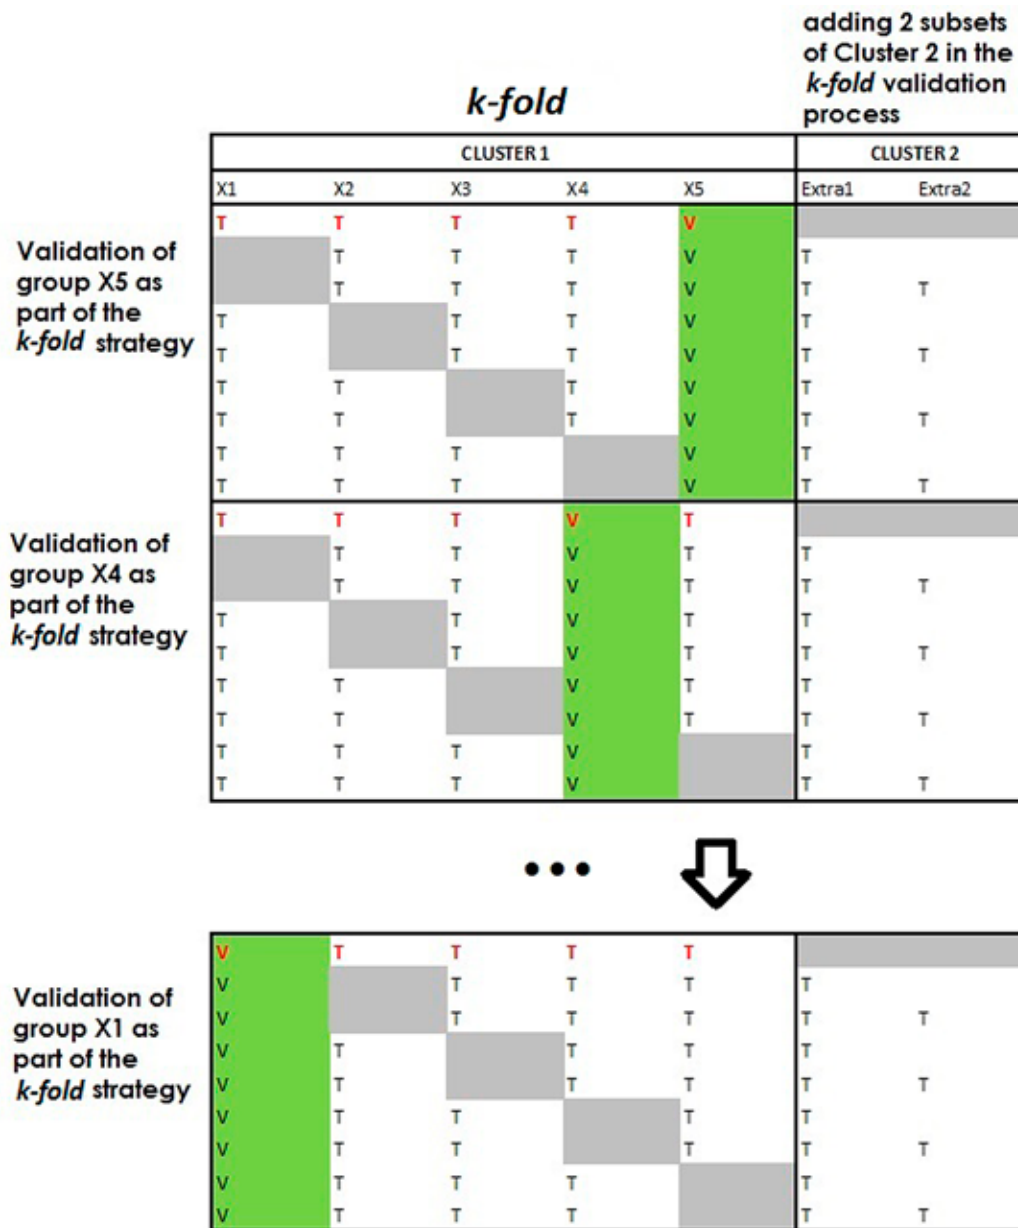 adding 2 subsets
of Cluster 2 in the
k-fold validation
process
k-fold
CLUSTER 1 CLUSTER 2
X1 X2 X3 X4 X5 Extra1 Extra2
Validation of
group X5 as
part of the
k-fold strategy
T T T T V
T T T V T
T T T V T T
T T T V T
T T T V T T
T T T V T
T T T V T T
T T T V T
T T T V T T
Validation of
group X4 as
part of the
k-fold strategy
T T T V T
T T V T T
T T V T T T
T T V T T
T T V T T T
T T V T T
T T V T T T
T T T V T
T T T V T T
...
Validation of
group X1 as
part of the
k-fold strategy
V T T T T
V T T T T
V T T T T T
V T T T T
V T T T T T
V T T T T
V T T T T T
V T T T T
V T T T T T